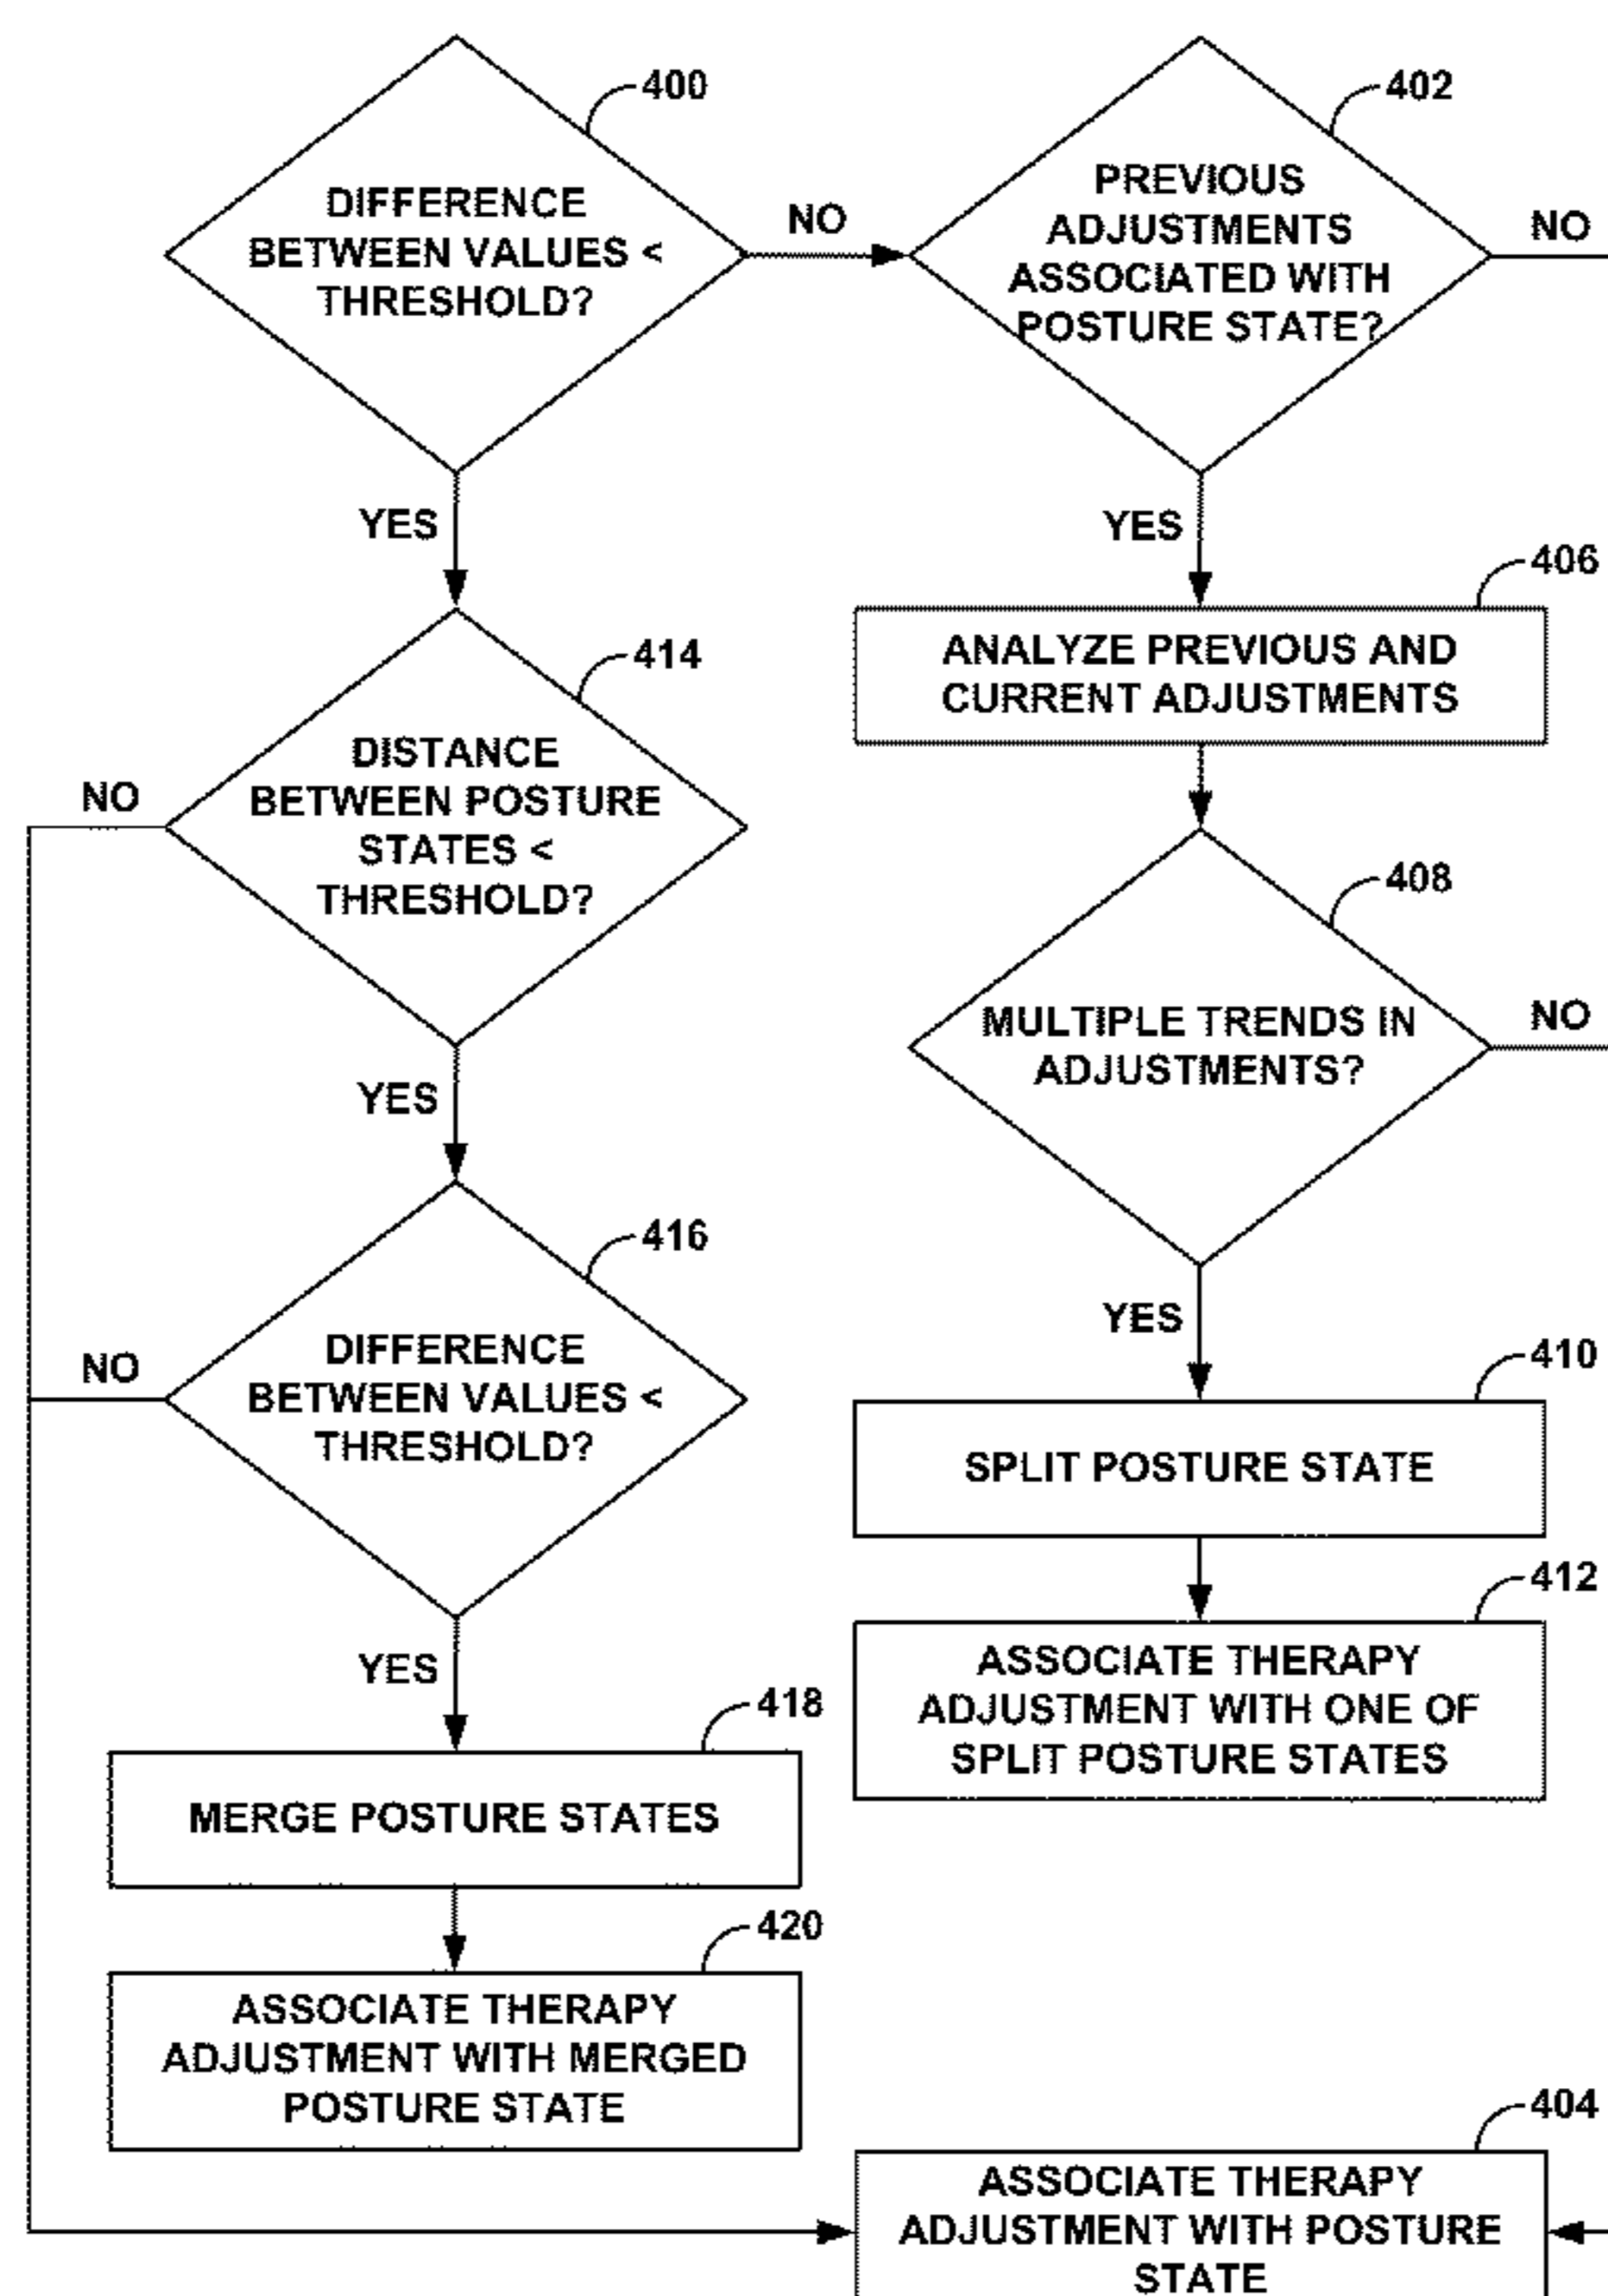 400
DIFFERENCE
BETWEEN VALUES <
THRESHOLD?
NO
402
PREVIOUS
ADJUSTMENTS
ASSOCIATED WITH
POSTURE STATE?
NO
YES
YES
406
ANALYZE PREVIOUS AND
CURRENT ADJUSTMENTS
414
DISTANCE
BETWEEN POSTURE
STATES <
THRESHOLD?
NO
YES
408
MULTIPLE TRENDS IN
ADJUSTMENTS?
NO
YES
416
DIFFERENCE
BETWEEN VALUES <
THRESHOLD?
NO
YES
410
SPLIT POSTURE STATE
412
ASSOCIATE THERAPY
ADJUSTMENT WITH ONE OF
SPLIT POSTURE STATES
418
MERGE POSTURE STATES
420
ASSOCIATE THERAPY
ADJUSTMENT WITH MERGED
POSTURE STATE
404
ASSOCIATE THERAPY
ADJUSTMENT WITH POSTURE
STATE